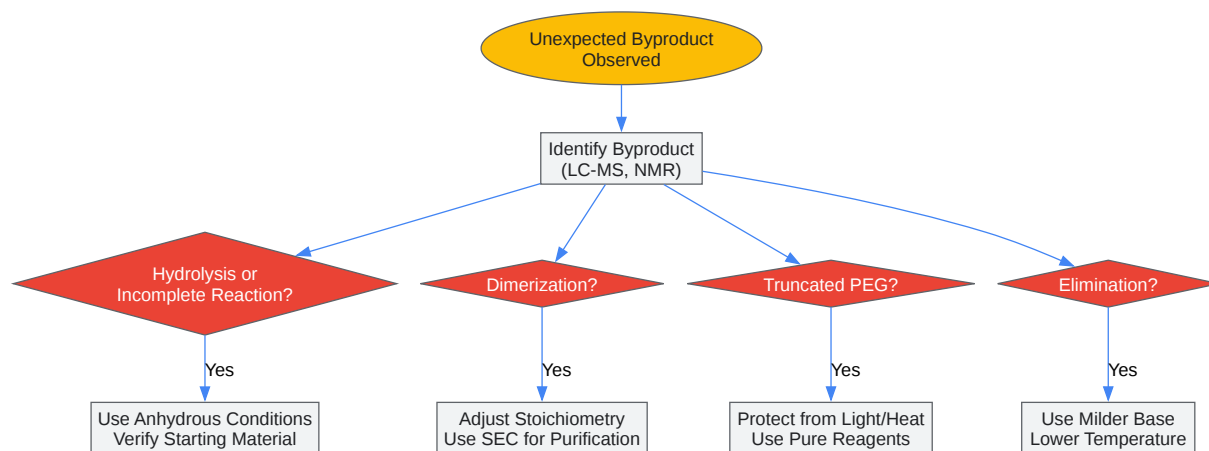 Unexpected Byproduct
Observed
Identify Byproduct
(LC-MS, NMR)
Hydrolysis or
Incomplete Reaction?
Dimerization?
Truncated PEG?
Elimination?
Yes
Yes
Yes
Yes
Use Anhydrous Conditions
Verify Starting Material
Adjust Stoichiometry
Use SEC for Purification
Protect from Light/Heat
Use Pure Reagents
Use Milder Base
Lower Temperature